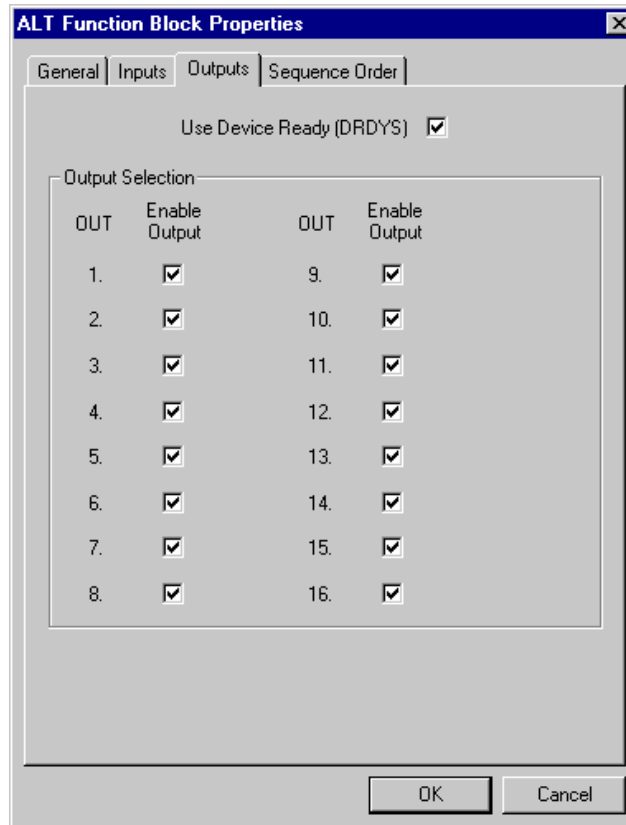 ALT Function Block Properties
General Inputs Outputs Sequence Order
Use Device Ready (DRDYS)
Output Selection
OUT Enable Output OUT Enable Output
1. 9.
2. 10.
3. 11.
4. 12.
5. 13.
6. 14.
7. 15.
8. 16.
OK Cancel